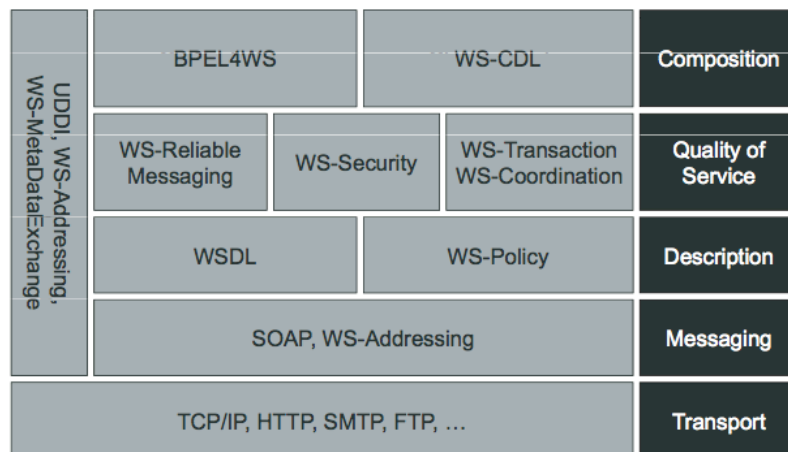 UDDI, WS-Addressing,
WS-MetaDataExchange
BPEL4WS
WS-CDL
Composition
WS-Reliable
Messaging
WS-Security
WS-Transaction
WS-Coordination
Quality of
Service
WSDL
WS-Policy
Description
SOAP, WS-Addressing
Messaging
TCP/IP, HTTP, SMTP, FTP, …
Transport